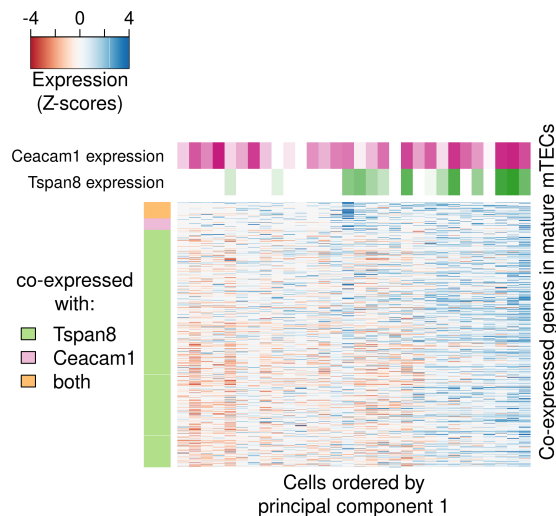 -4 0 4
Expression
(Z-scores)
Ceacam1 expression
Tspan8 expression
co-expressed
with:
Tspan8
Ceacam1
both
Co-expressed genes in mature mTECs
Cells ordered by
principal component 1